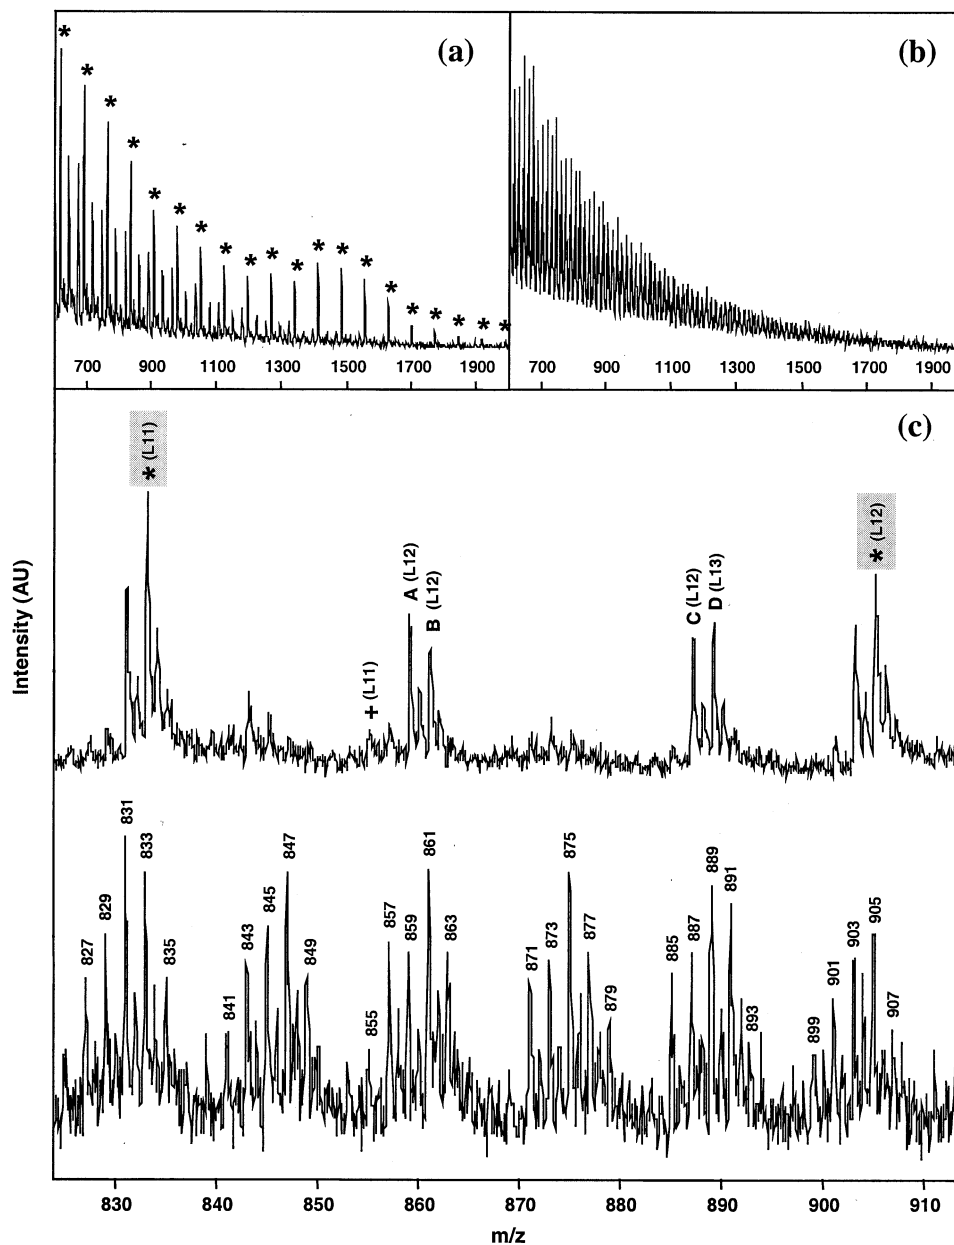 (a)
(b)
* * * * * * * * * * * * * * * * * * * *
700 900 1100 1300 1500 1700 1900
700 900 1100 1300 1500 1700 1900
(c)
* (L11)
+ (L11)
A (L12)
B (L12)
C (L12)
D (L13)
* (L12)
Intensity (AU)
827
829
831
833
835
841
843
845
847
849
855
857
859
861
863
871
873
875
877
879
885
887
889
891
893
899
901
903
905
907
830 840 850 860 870 880 890 900 910
m/z